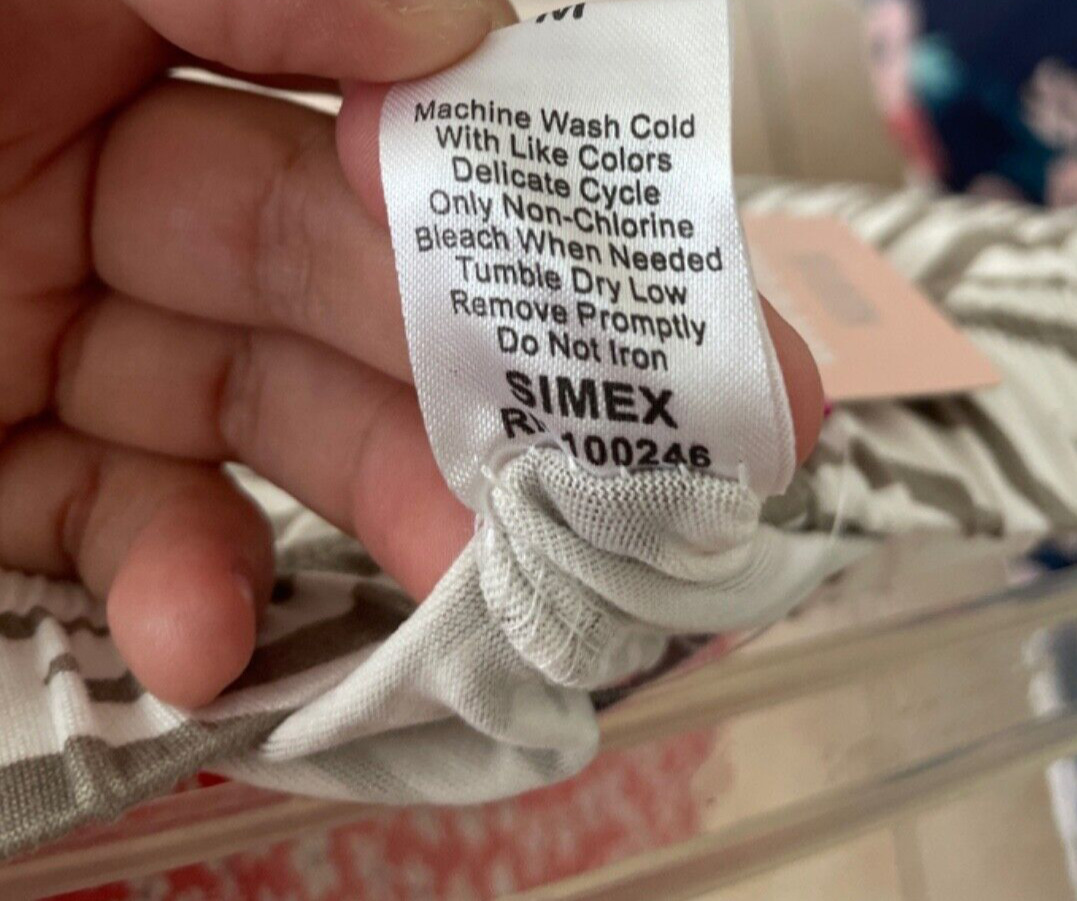 M
Machine Wash Cold
With Like Colors
Delicate Cycle
Only Non-Chlorine
Bleach When Needed
Tumble Dry Low
Remove Promptly
Do Not Iron
SIMEX
100246